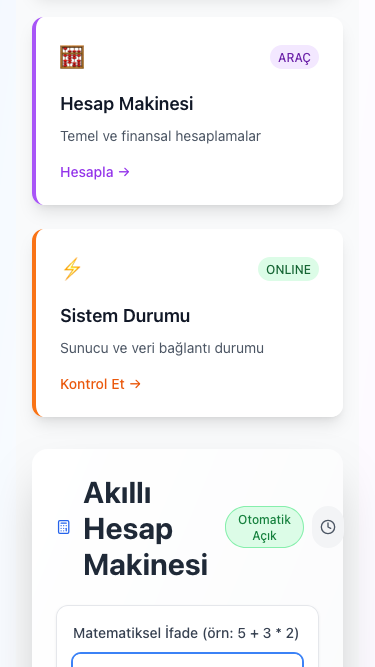 ARAÇ
Hesap Makinesi
Temel ve finansal hesaplamalar
Hesapla →
ONLINE
Sistem Durumu
Sunucu ve veri bağlantı durumu
Kontrol Et →
Akıllı
Hesap
Makinesi
Otomatik
Açık
Matematiksel İfade (örn: 5 + 3 * 2)